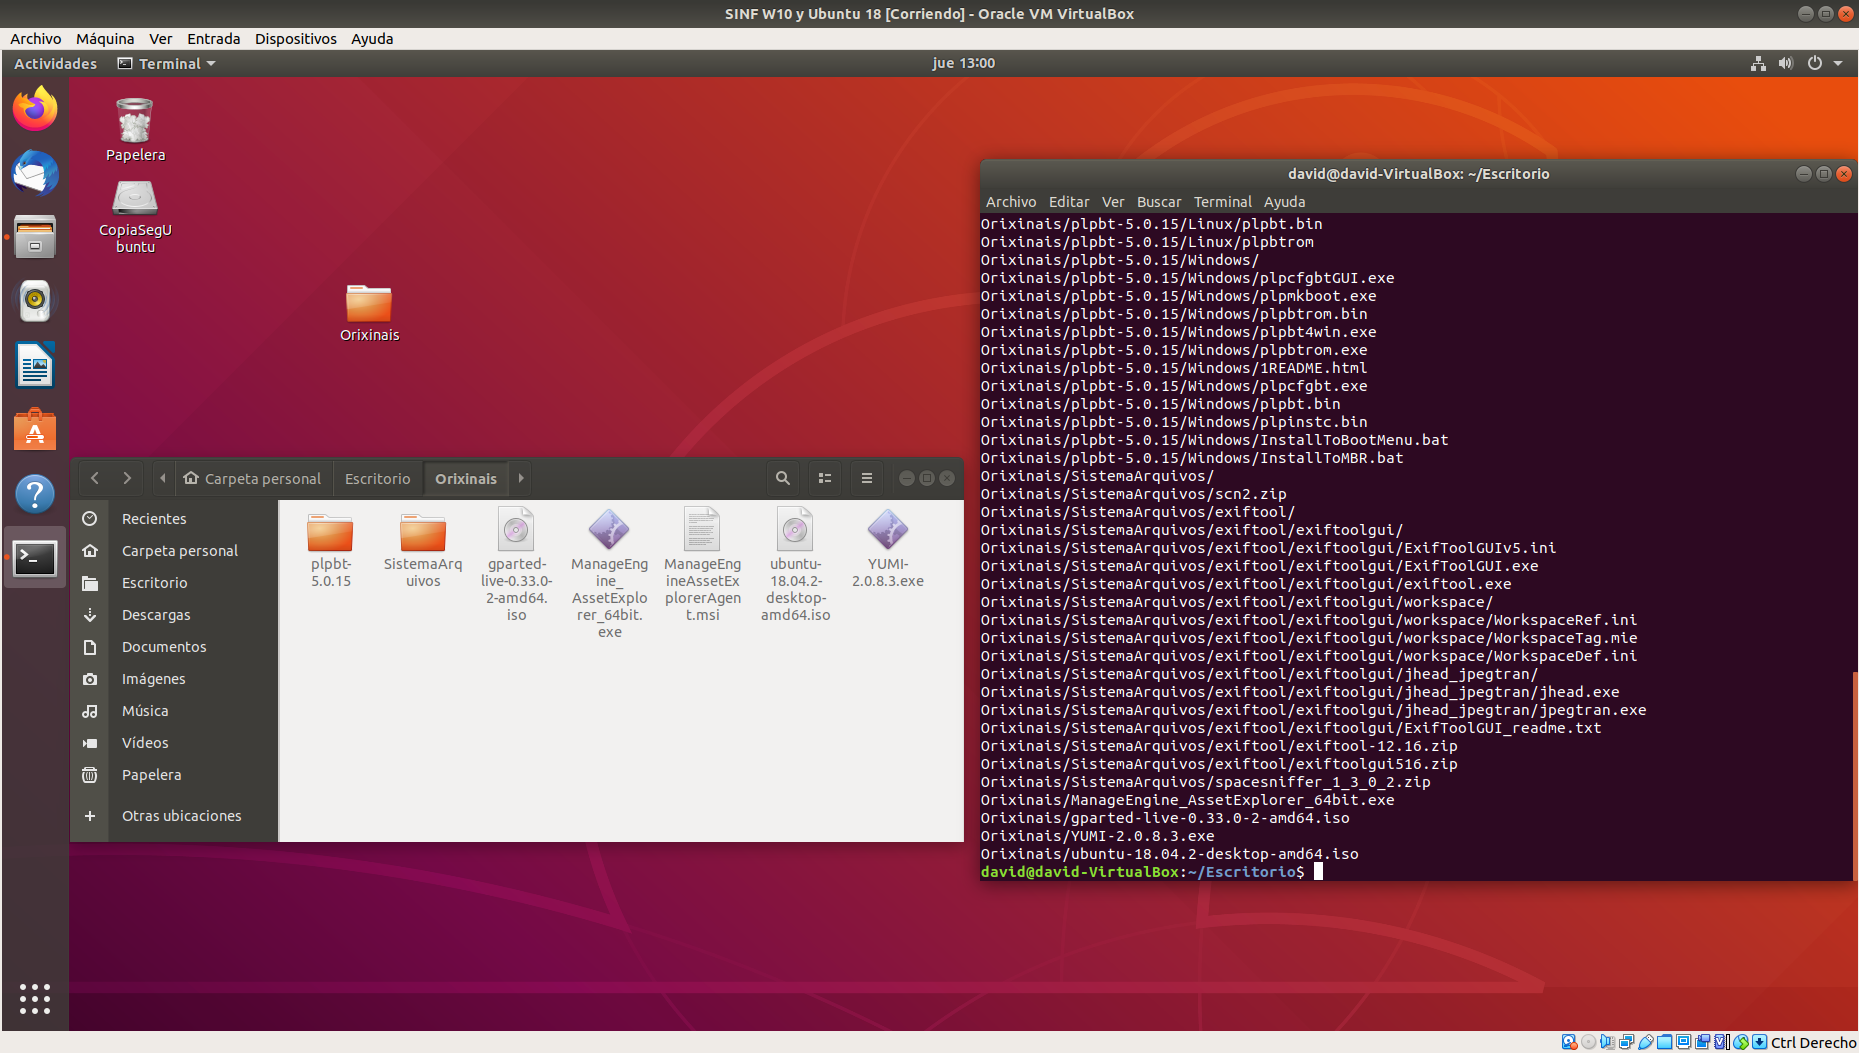 SINF W10 y Ubuntu 18 [Corriendo] - Oracle VM VirtualBox
Archivo Máquina Ver Entrada Dispositivos Ayuda
Actividades Terminal jue 13:00
Papelera
CopiaSegU
buntu
Orixinais
Carpeta personal Escritorio Orixinais
Recientes
Carpeta personal
Escritorio
Descargas
Documentos
Imágenes
Música
Vídeos
Papelera
Otras ubicaciones
plpbt-
5.0.15
SistemaArq
uivos
gparted-
live-0.33.0-
2-amd64.
iso
ManageEng
ine_
AssetExplo
rer_64bit.
exe
ManageEng
ineAssetEx
plorerAgen
t.msi
ubuntu-
18.04.2-
desktop-
amd64.iso
YUMI-
2.0.8.3.exe
david@david-VirtualBox: ~/Escritorio
Archivo Editar Ver Buscar Terminal Ayuda
Orixinais/plpbt-5.0.15/Linux/plpbt.bin
Orixinais/plpbt-5.0.15/Linux/plpbtrom
Orixinais/plpbt-5.0.15/Windows/
Orixinais/plpbt-5.0.15/Windows/plpcfgbtGUI.exe
Orixinais/plpbt-5.0.15/Windows/plpmkboot.exe
Orixinais/plpbt-5.0.15/Windows/plpbtrom.bin
Orixinais/plpbt-5.0.15/Windows/plpbt4win.exe
Orixinais/plpbt-5.0.15/Windows/plpbtrom.exe
Orixinais/plpbt-5.0.15/Windows/1README.html
Orixinais/plpbt-5.0.15/Windows/plpcfgbt.exe
Orixinais/plpbt-5.0.15/Windows/plpbt.bin
Orixinais/plpbt-5.0.15/Windows/plpinstc.bin
Orixinais/plpbt-5.0.15/Windows/InstallToBootMenu.bat
Orixinais/plpbt-5.0.15/Windows/InstallToMBR.bat
Orixinais/SistemaArquivos/
Orixinais/SistemaArquivos/scn2.zip
Orixinais/SistemaArquivos/exiftool/
Orixinais/SistemaArquivos/exiftool/exiftoolgui/
Orixinais/SistemaArquivos/exiftool/exiftoolgui/ExifToolGUIv5.ini
Orixinais/SistemaArquivos/exiftool/exiftoolgui/ExifToolGUI.exe
Orixinais/SistemaArquivos/exiftool/exiftoolgui/exiftool.exe
Orixinais/SistemaArquivos/exiftool/exiftoolgui/workspace/
Orixinais/SistemaArquivos/exiftool/exiftoolgui/workspace/WorkspaceRef.ini
Orixinais/SistemaArquivos/exiftool/exiftoolgui/workspace/WorkspaceTag.mie
Orixinais/SistemaArquivos/exiftool/exiftoolgui/workspace/WorkspaceDef.ini
Orixinais/SistemaArquivos/exiftool/exiftoolgui/jhead_jpegtran/
Orixinais/SistemaArquivos/exiftool/exiftoolgui/jhead_jpegtran/jhead.exe
Orixinais/SistemaArquivos/exiftool/exiftoolgui/jhead_jpegtran/jpegtran.exe
Orixinais/SistemaArquivos/exiftool/exiftoolgui/ExifToolGUI_readme.txt
Orixinais/SistemaArquivos/exiftool/exiftool-12.16.zip
Orixinais/SistemaArquivos/exiftool/exiftoolgui516.zip
Orixinais/SistemaArquivos/spacesniffer_1_3_0_2.zip
Orixinais/ManageEngine_AssetExplorer_64bit.exe
Orixinais/gparted-live-0.33.0-2-amd64.iso
Orixinais/YUMI-2.0.8.3.exe
Orixinais/ubuntu-18.04.2-desktop-amd64.iso
david@david-VirtualBox:~/Escritorio$
Ctrl Derecho